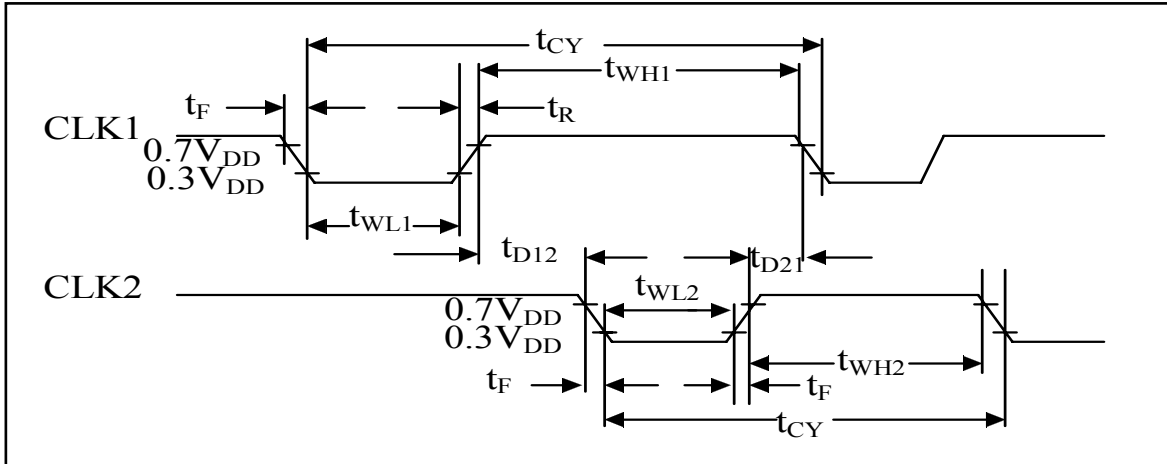 tCY
tWH1
tF
tR
CLK1
0.7VDD
0.3VDD
tWL1
tD12
tD21
CLK2
tWL2
0.7VDD
0.3VDD
tWH2
tF
tF
tCY